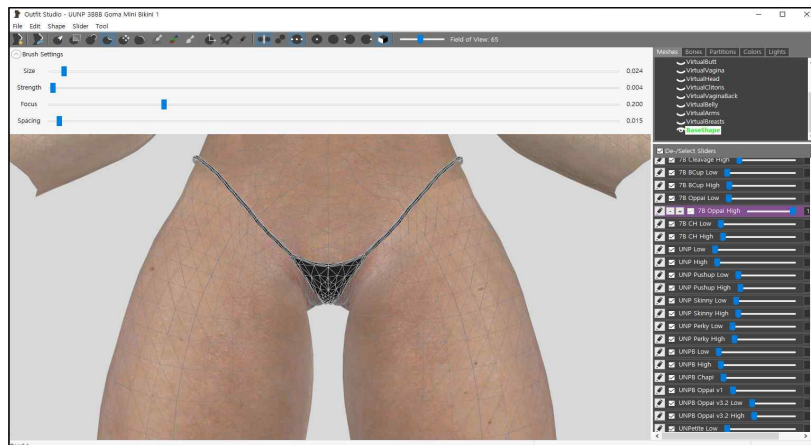 Outfit Studio - UUNP 3BBB Goma Mini Bikini 1
File Edit Shape Slider Tool
Field of View: 65
Brush Settings
Size 0.024
Strength 0.004
Focus 0.200
Spacing 0.015
Meshes Bones Partitions Colors Lights
VirtualButt
VirtualVagina
VirtualHead
VirtualClitons
VirtualVaginaBack
VirtualBelly
VirtualArms
VirtualBreasts
BaseShape
De-/Select Sliders
7B Cleavage High
7B BCup Low
7B BCup High
7B Oppai Low
7B Oppai High 1
7B CH Low
7B CH High
UNP Low
UNP High
UNP Pushup Low
UNP Pushup High
UNP Skinny Low
UNP Skinny High
UNP Perky Low
UNP Perky High
UNPB Low
UNPB High
UNPB Chapi
UNPB Oppai v1
UNPB Oppai v3.2 Low
UNPB Oppai v3.2 High
UNPetite Low